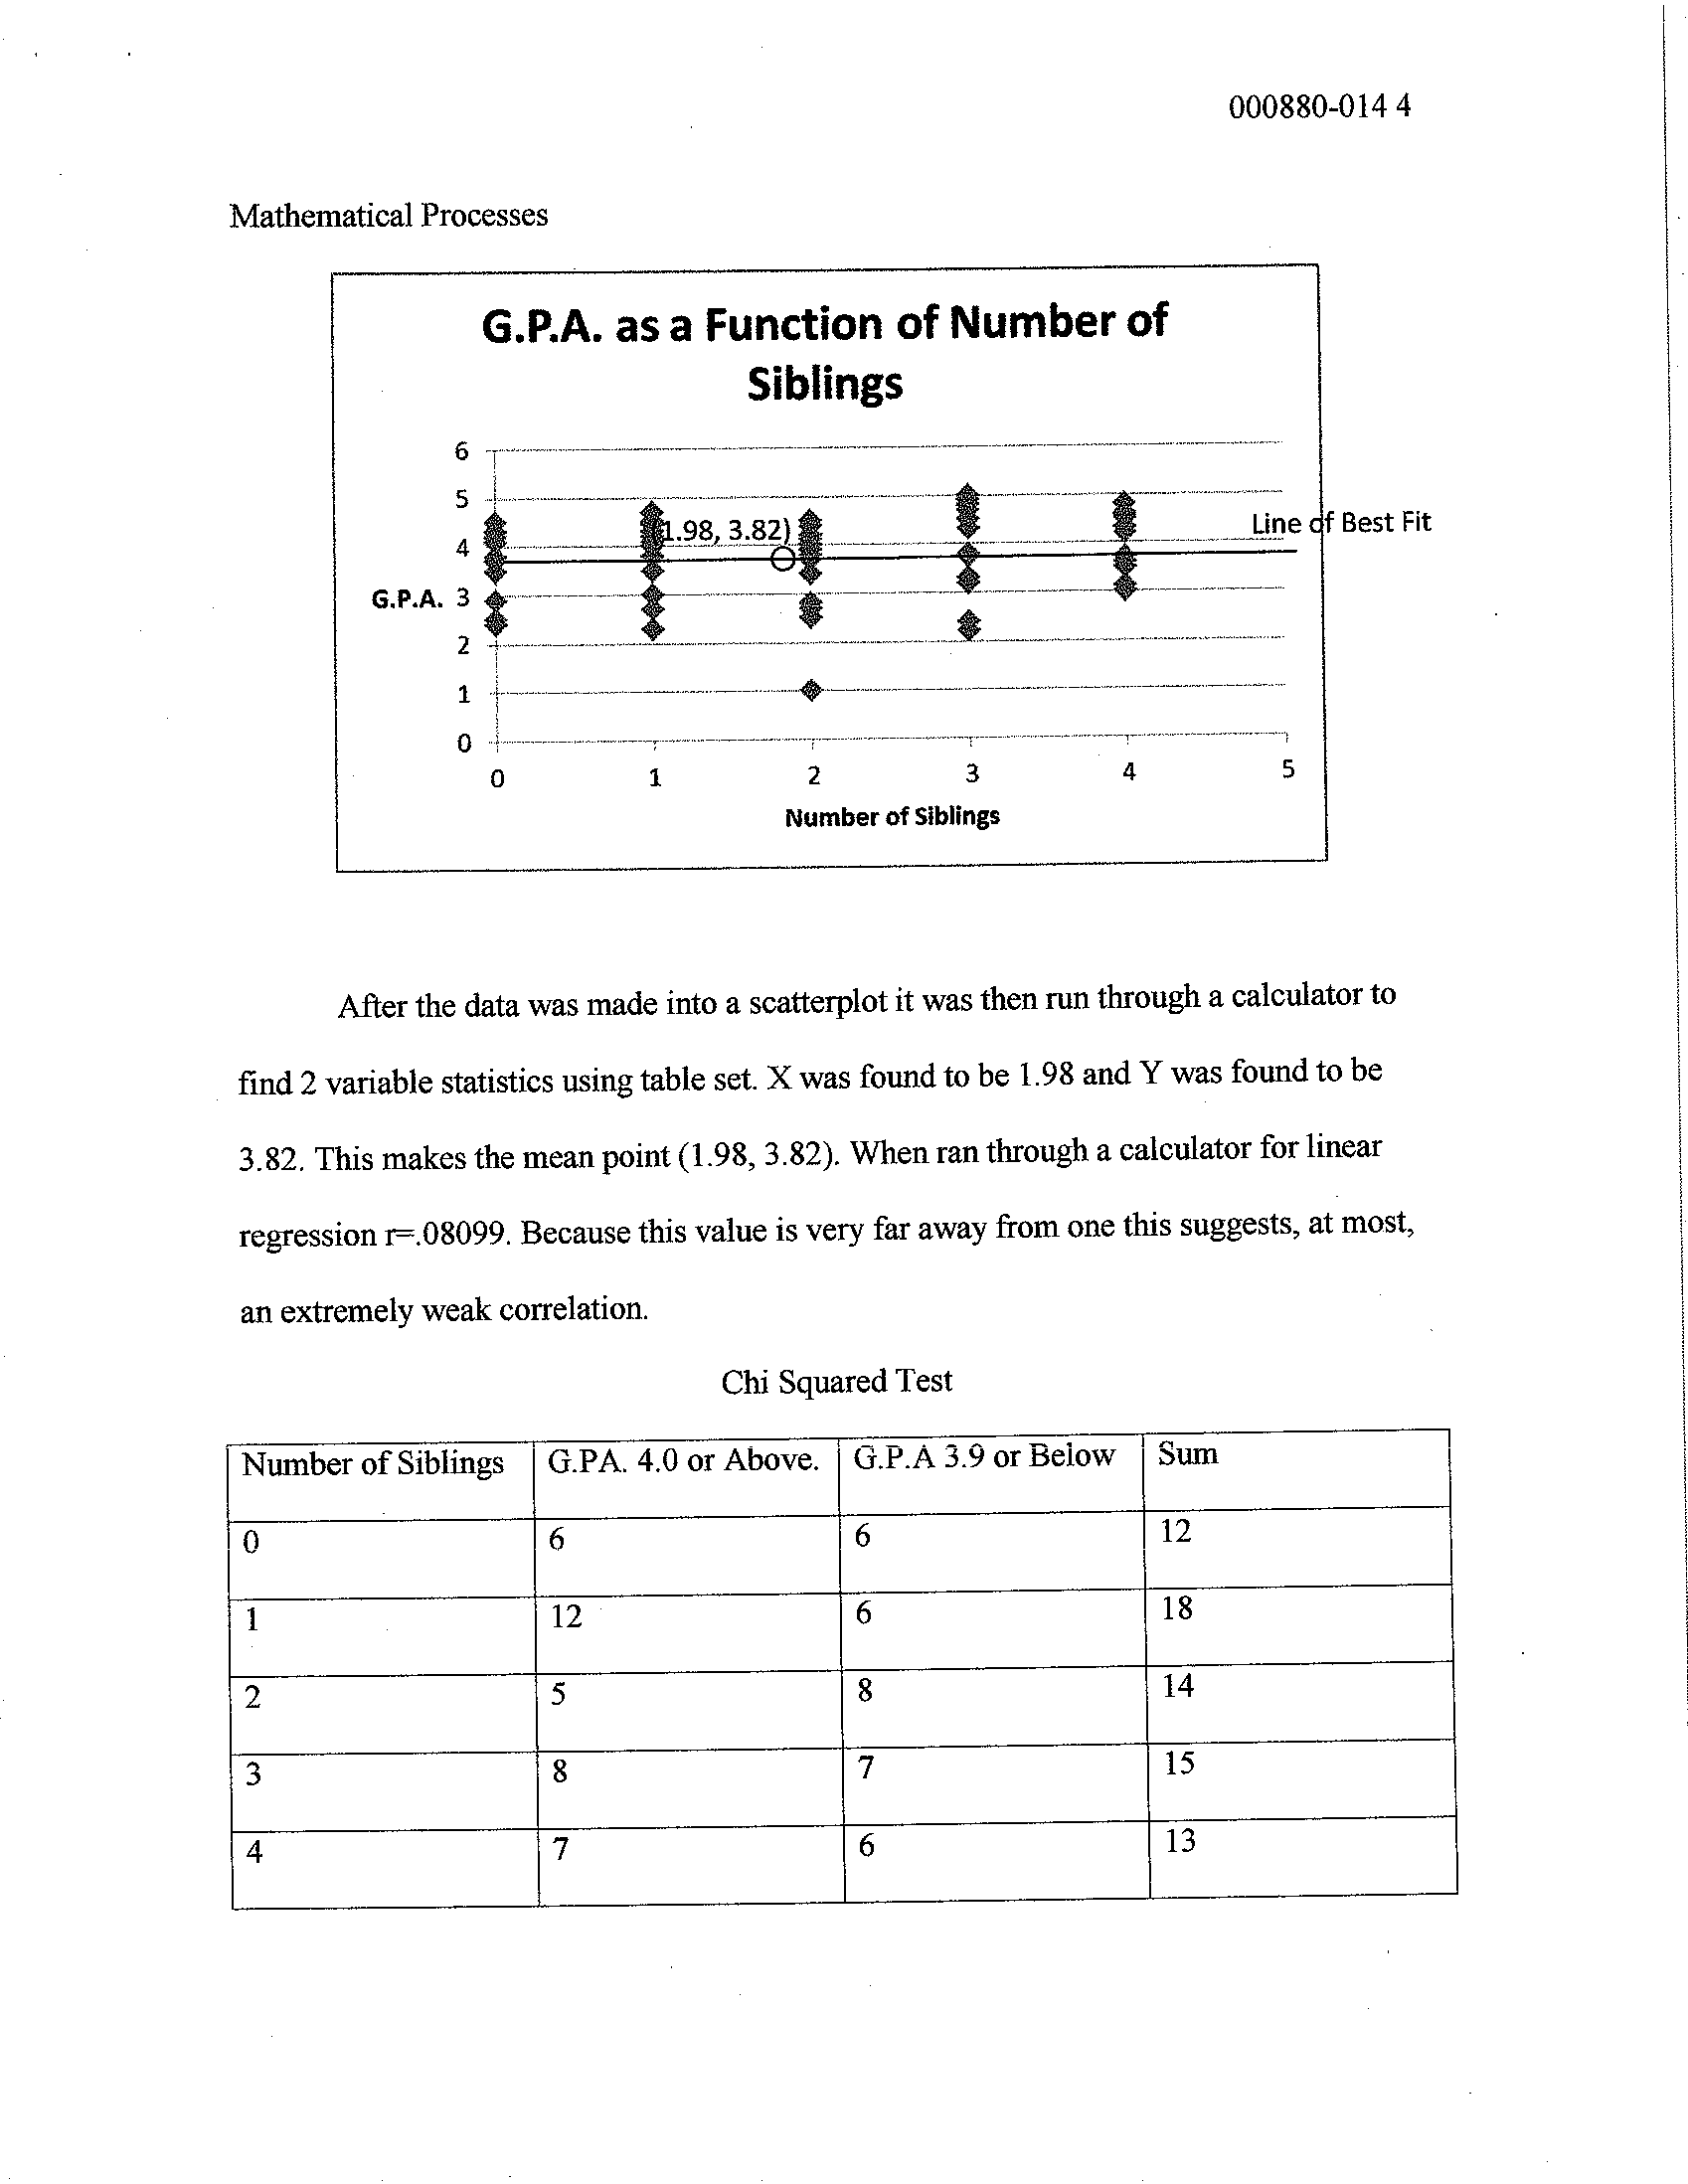 000880-014 4
Mathematical Processes
G.P.A. as a Function of Number of
Siblings
6
5
(1.98, 3.82)
Line of Best Fit
4
G.P.A. 3
2
1
0
0 1 2 3 4 5
Number of Siblings
After the data was made into a scatterplot it was then run through a calculator to
find 2 variable statistics using table set. X was found to be 1.98 and Y was found to be
3.82. This makes the mean point (1.98, 3.82). When ran through a calculator for linear
regression r=.08099. Because this value is very far away from one this suggests, at most,
an extremely weak correlation.
Chi Squared Test
Number of Siblings G.PA. 4.0 or Above. G.P.A 3.9 or Below Sum
0 6 6 12
1 12 6 18
2 5 8 14
3 8 7 15
4 7 6 13